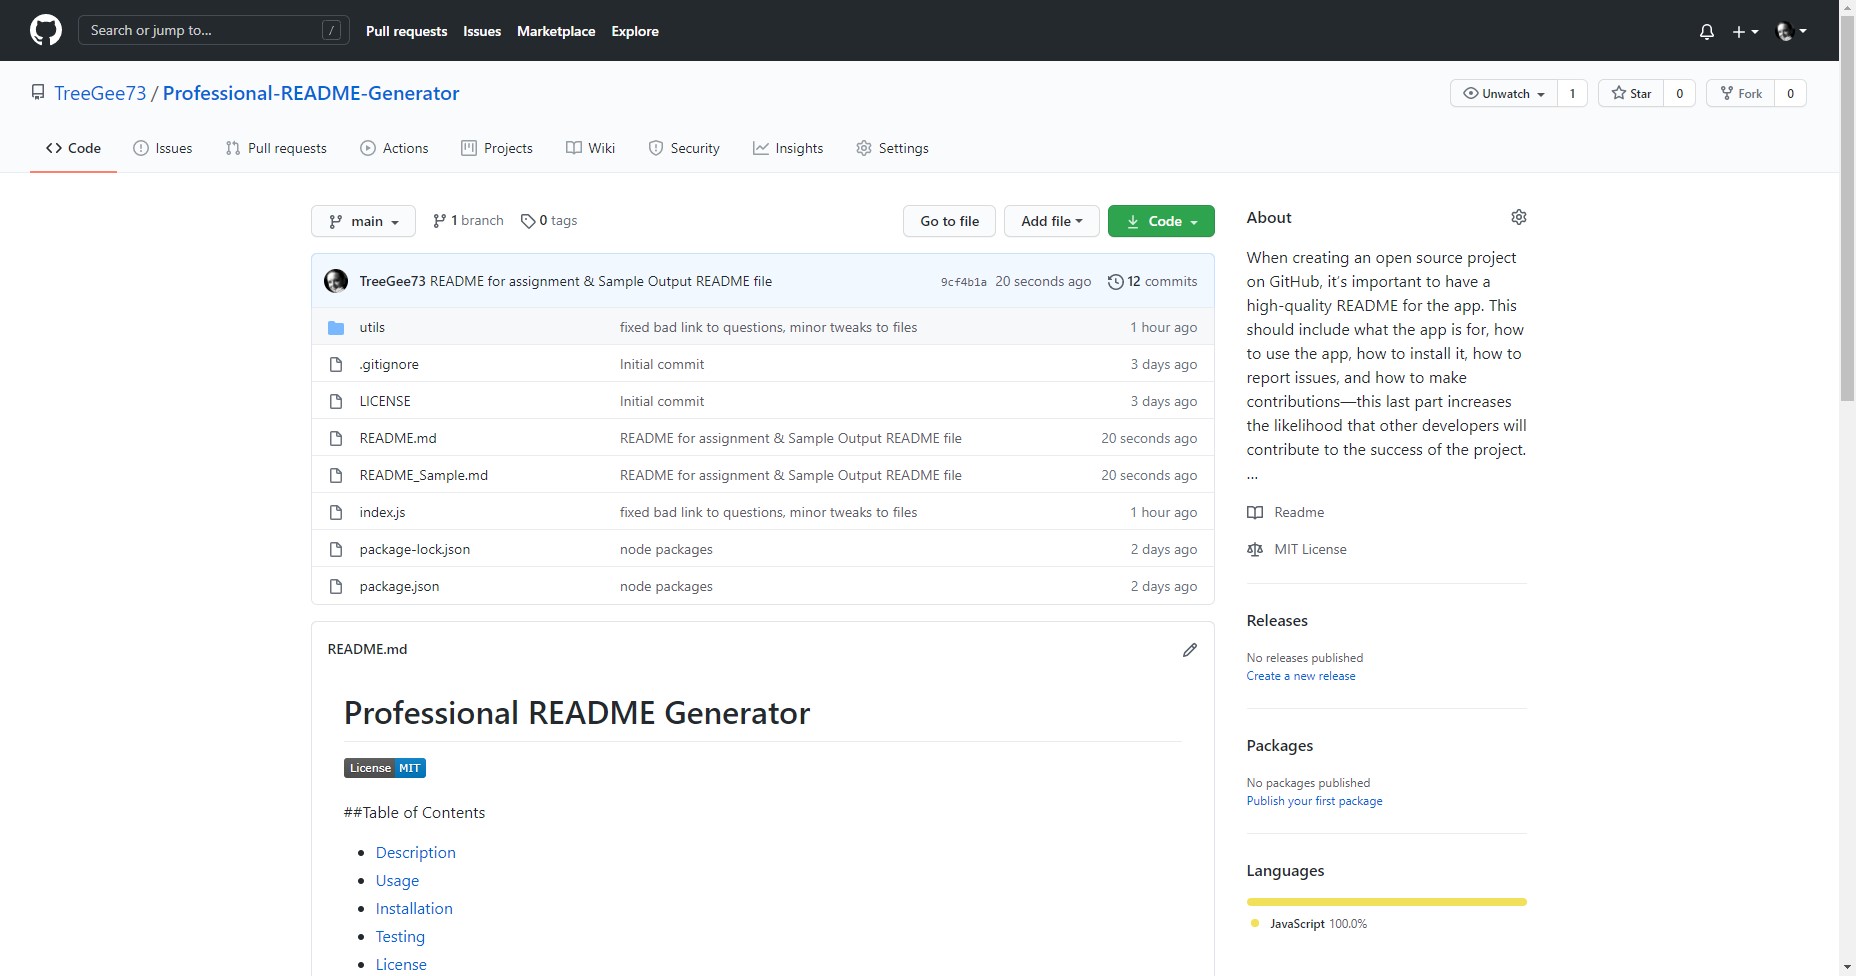 Search or jump to... /
Pull requests Issues Marketplace Explore
TreeGee73 / Professional-README-Generator
Unwatch 1 Star 0 Fork 0
Code Issues Pull requests Actions Projects Wiki Security Insights Settings
main 1 branch 0 tags
Go to file Add file Code
TreeGee73 README for assignment & Sample Output README file 9cf4b1a 20 seconds ago 12 commits
utils fixed bad link to questions, minor tweaks to files 1 hour ago
.gitignore Initial commit 3 days ago
LICENSE Initial commit 3 days ago
README.md README for assignment & Sample Output README file 20 seconds ago
README_Sample.md README for assignment & Sample Output README file 20 seconds ago
index.js fixed bad link to questions, minor tweaks to files 1 hour ago
package-lock.json node packages 2 days ago
package.json node packages 2 days ago
README.md
Professional README Generator
License MIT
##Table of Contents
Description
Usage
Installation
Testing
License
About
When creating an open source project
on GitHub, it's important to have a
high-quality README for the app. This
should include what the app is for, how
to use the app, how to install it, how to
report issues, and how to make
contributions—this last part increases
the likelihood that other developers will
contribute to the success of the project.
...
Readme
MIT License
Releases
No releases published
Create a new release
Packages
No packages published
Publish your first package
Languages
JavaScript 100.0%